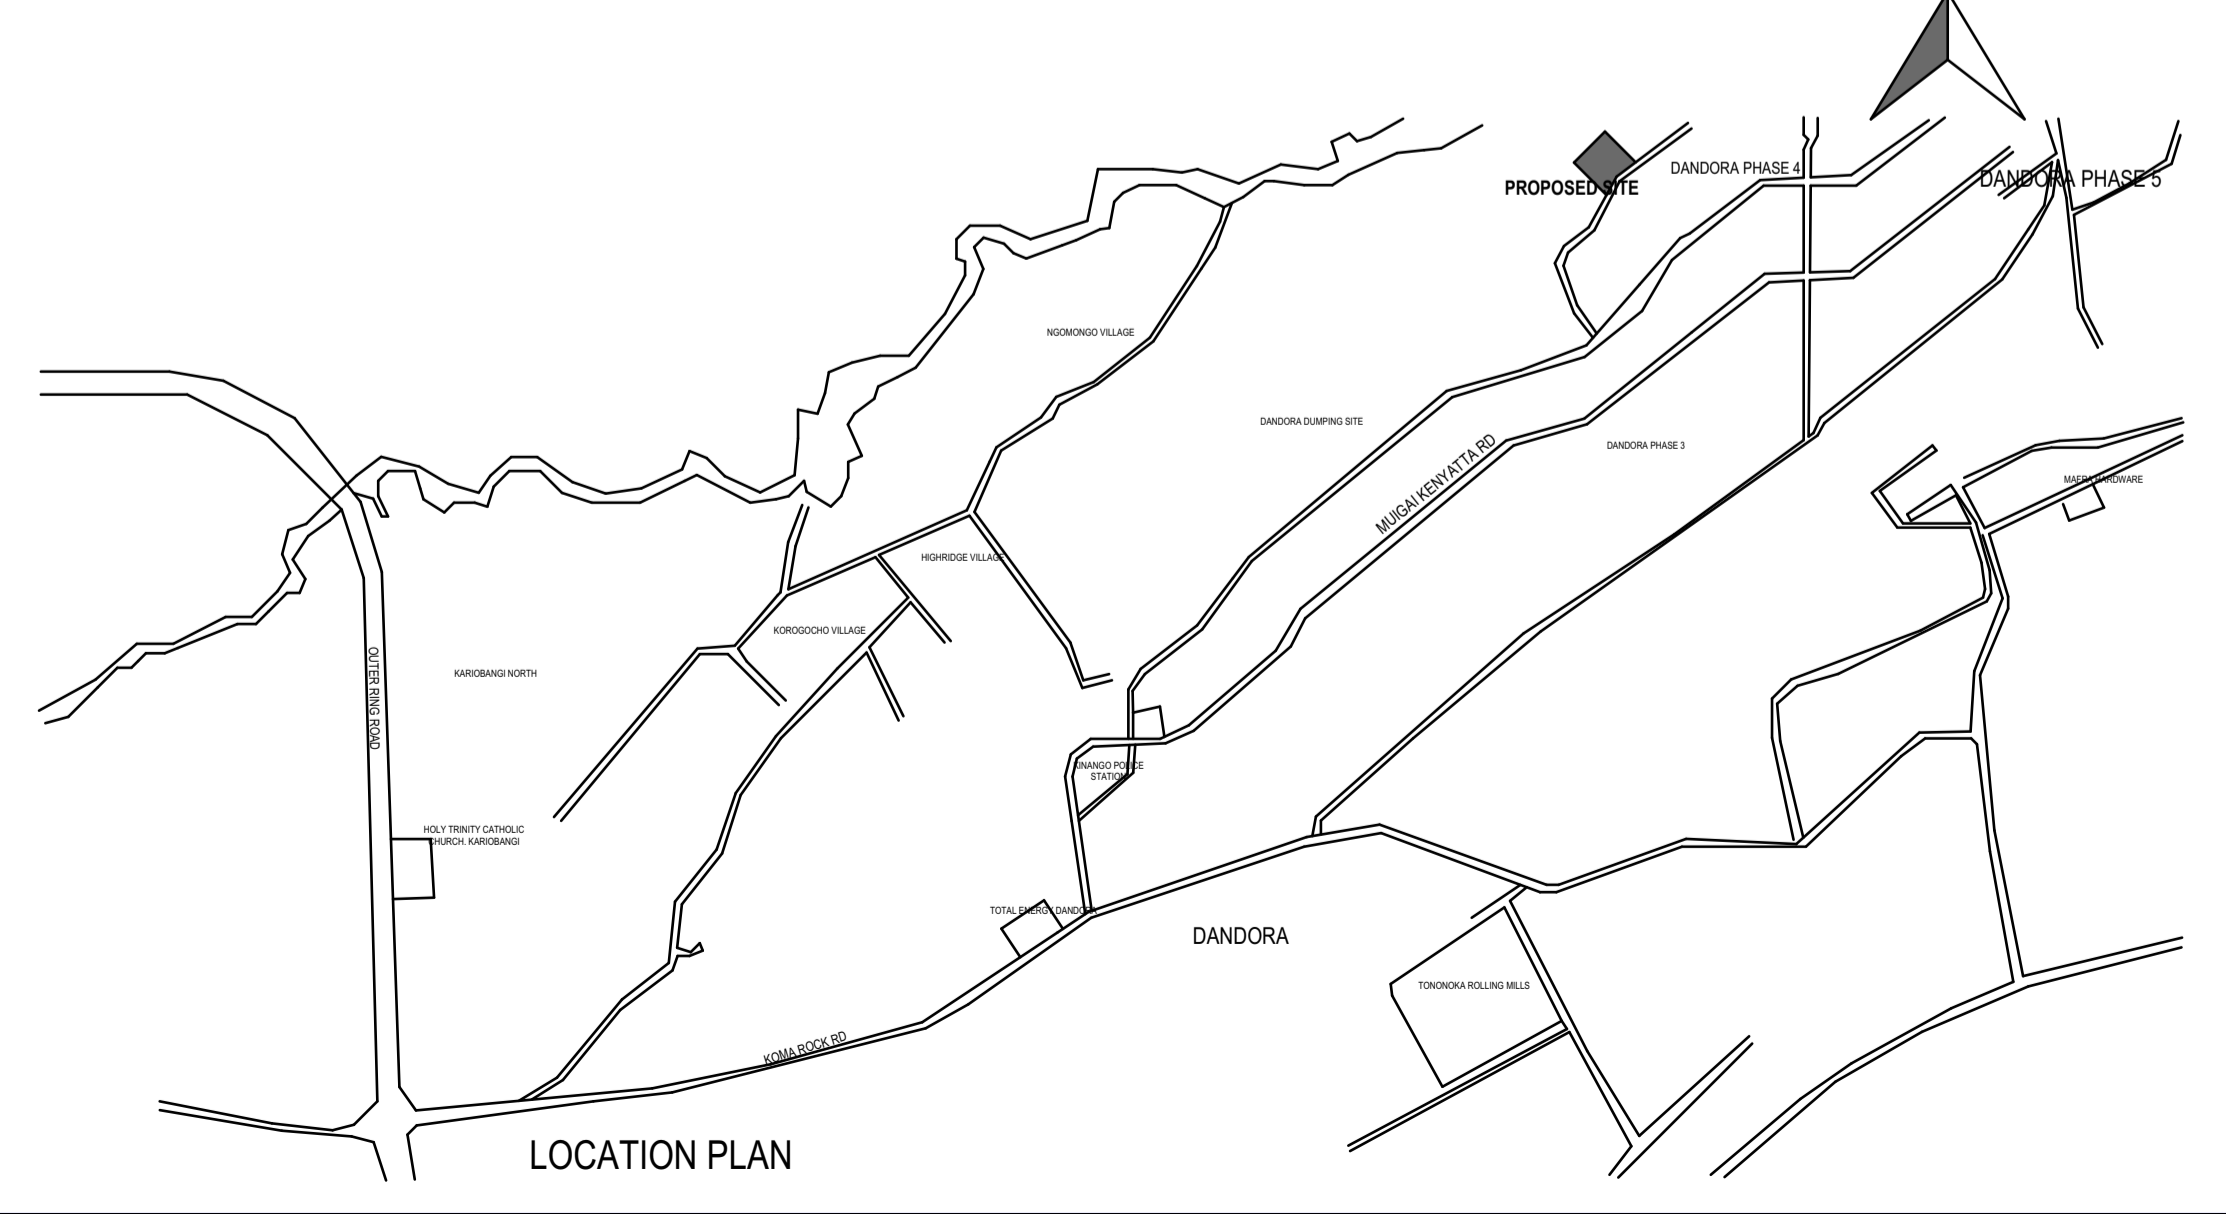 DANDORA PHASE 4
DANDORA PHASE 5
PROPOSED SITE
NGOMONGO VILLAGE
DANDORA DUMPING SITE
MUIGAI KENYATTA RD
DANDORA PHASE 3
MAFRA HARDWARE
HIGHRIDGE VILLAGE
KOROGOCHO VILLAGE
KARIOBANGI NORTH
OUTER RING ROAD
KINANGO POLICE
STATION
HOLY TRINITY CATHOLIC
CHURCH. KARIOBANGI
TOTAL ENERGY DANDORA
DANDORA
TONONOKA ROLLING MILLS
KOMA ROCK RD
LOCATION PLAN